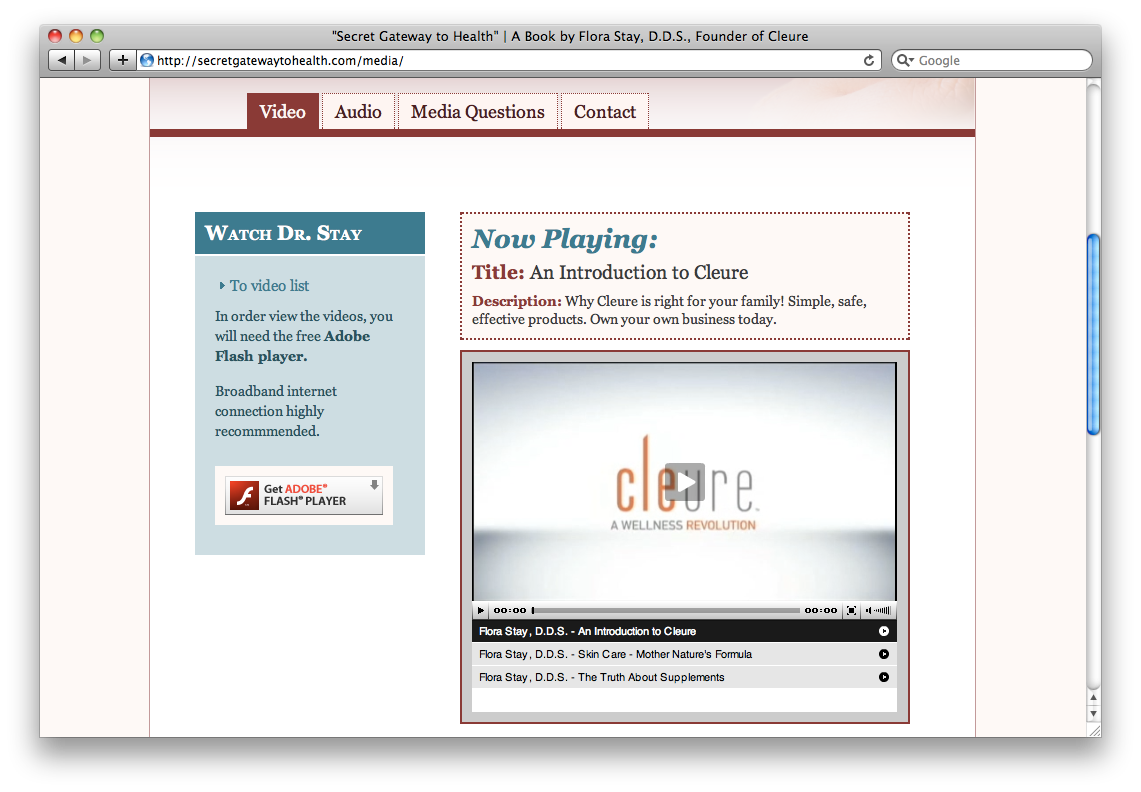 "Secret Gateway to Health" | A Book by Flora Stay, D.D.S., Founder of Cleure
http://secretgatewaytohealth.com/media/
Google
Video Audio Media Questions Contact
Watch Dr. Stay
To video list
In order view the videos, you
will need the free Adobe
Flash player.
Broadband internet
connection highly
recommmended.
Get ADOBE®
FLASH® PLAYER
Now Playing:
Title: An Introduction to Cleure
Description: Why Cleure is right for your family! Simple, safe,
effective products. Own your own business today.
cleure™
A WELLNESS REVOLUTION
00:00 00:00
Flora Stay, D.D.S. - An Introduction to Cleure
Flora Stay, D.D.S. - Skin Care - Mother Nature's Formula
Flora Stay, D.D.S. - The Truth About Supplements